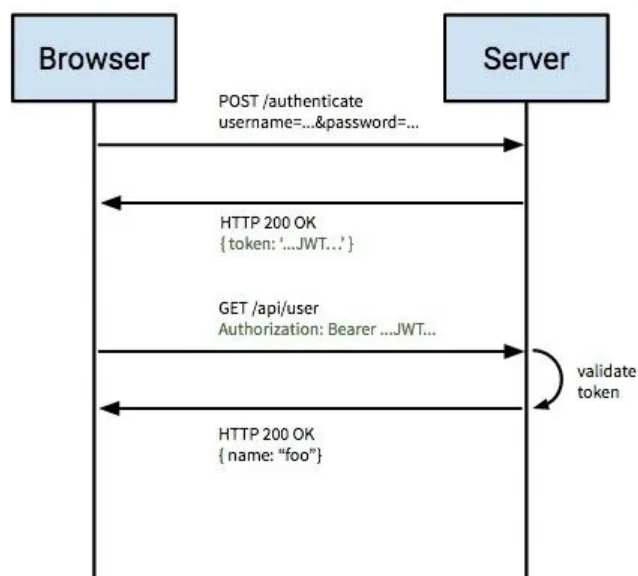 Browser
Server
POST /authenticate
username=...&password=...
HTTP 200 OK
{ token: '...JWT...' }
GET /api/user
Authorization: Bearer ...JWT...
validate
token
HTTP 200 OK
{ name: "foo"}